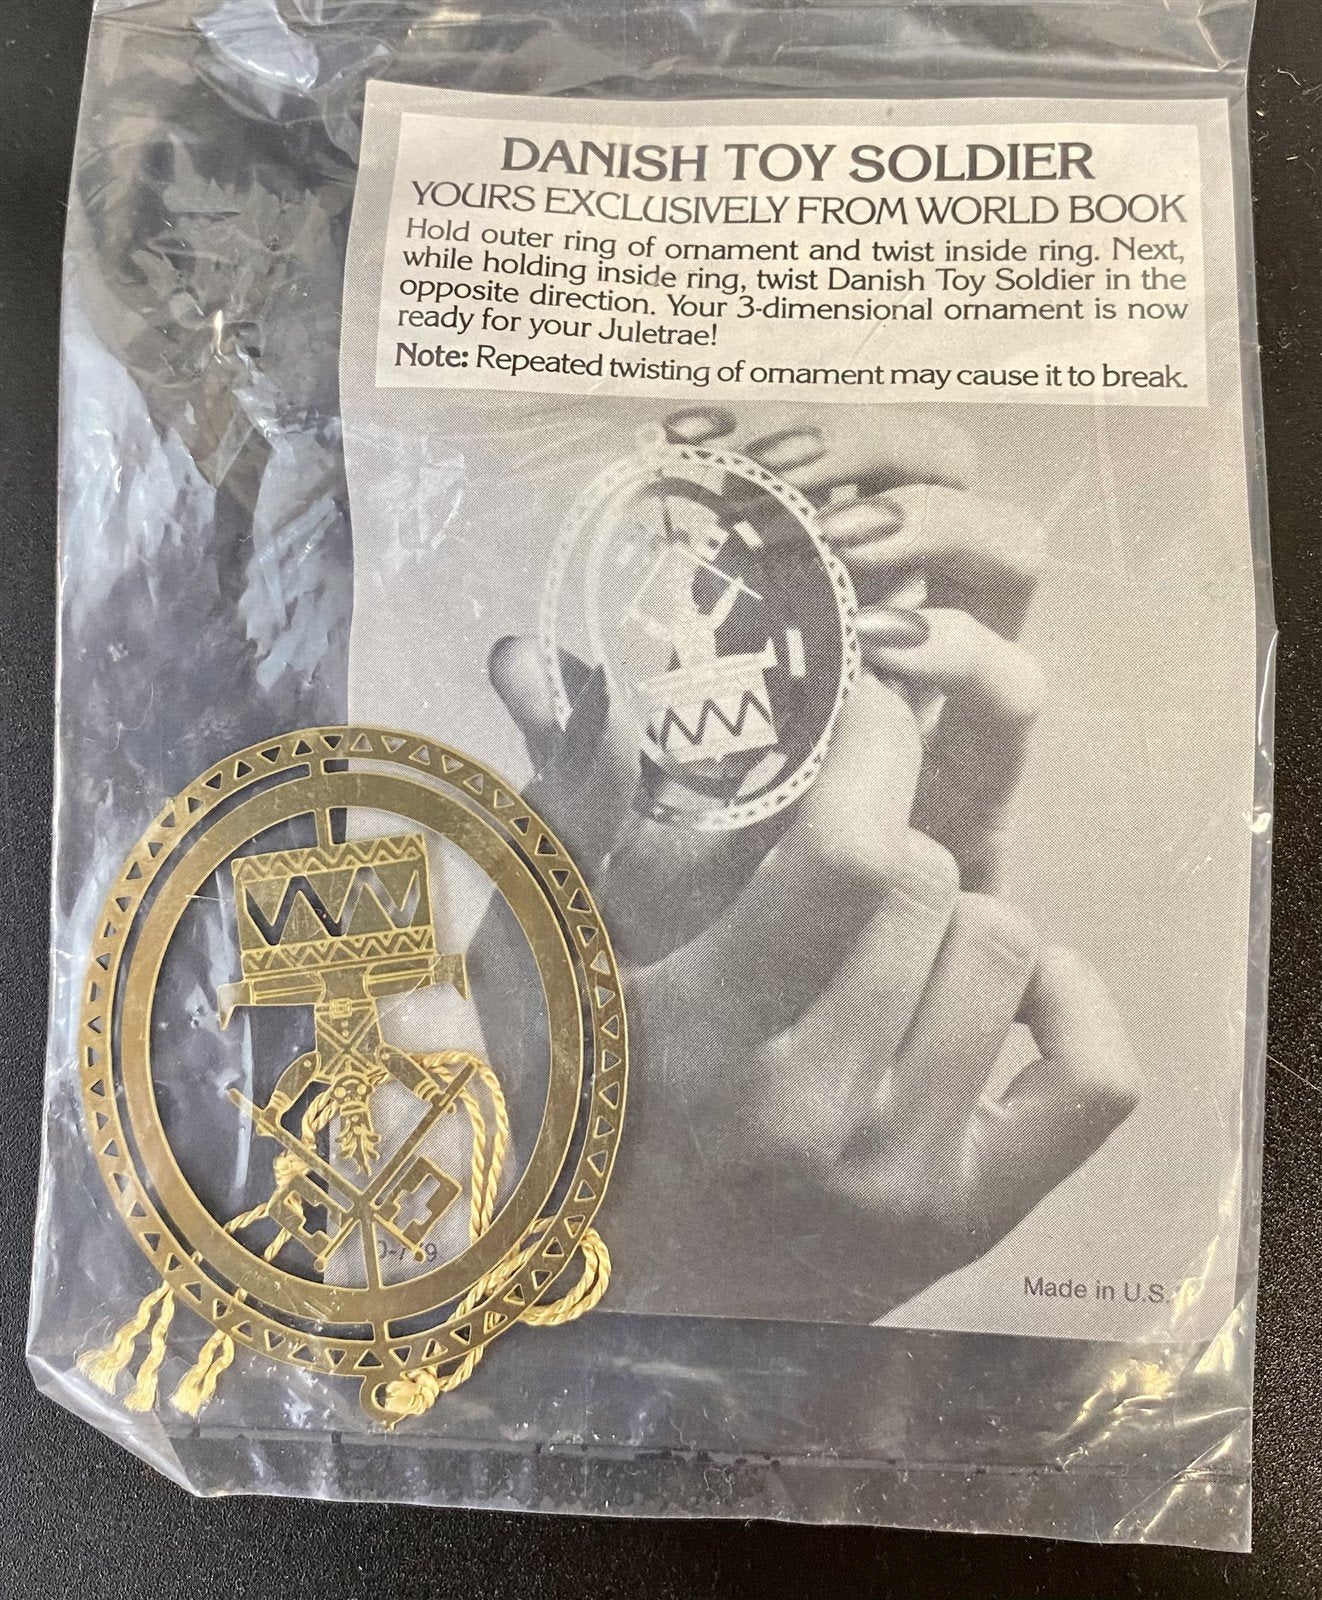 DANISH TOY SOLDIER
YOURS EXCLUSIVELY FROM WORLD BOOK
Hold outer ring of ornament and twist inside ring. Next,
while holding inside ring, twist Danish Toy Soldier in the
opposite direction. Your 3-dimensional ornament is now
ready for your Juletrae!
Note: Repeated twisting of ornament may cause it to break.
Made in U.S.